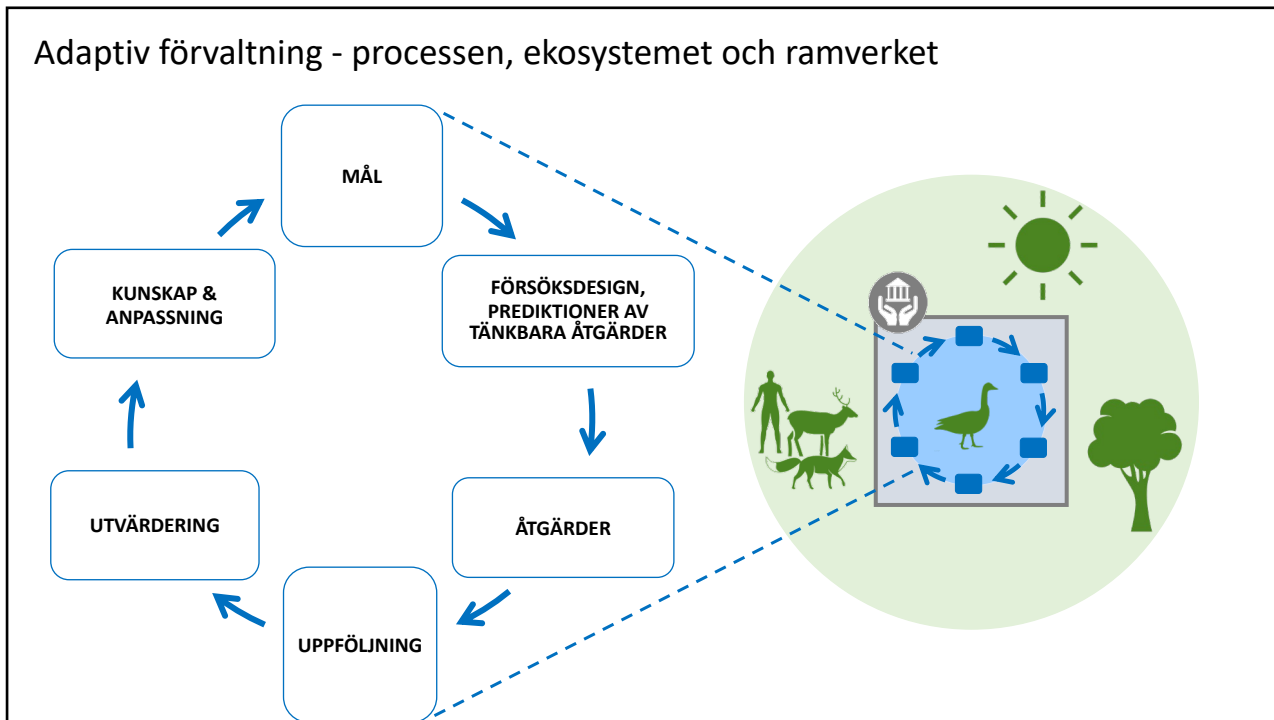 Adaptiv förvaltning - processen, ekosystemet och ramverket
MÅL
FÖRSÖKSDESIGN,
PREDIKTIONER AV
TÄNKBARA ÅTGÄRDER
ÅTGÄRDER
UPPFÖLJNING
UTVÄRDERING
KUNSKAP &
ANPASSNING